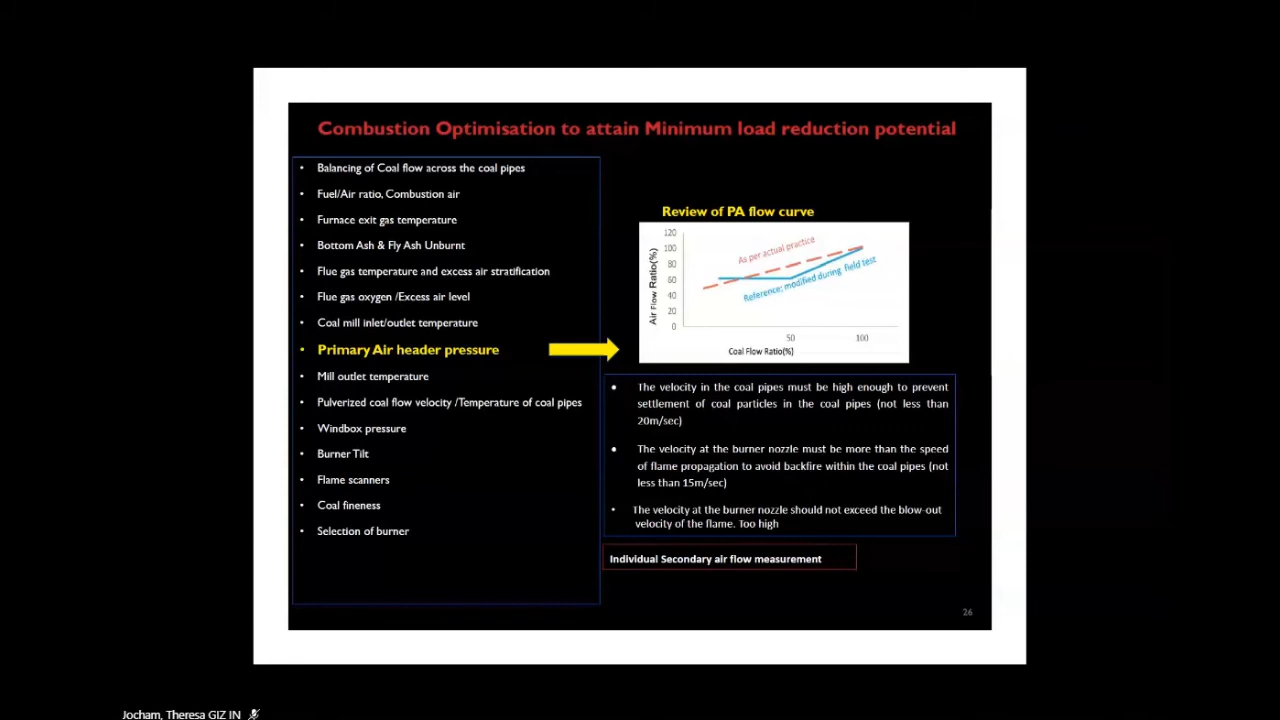 Combustion Optimisation to attain Minimum load reduction potential
• Balancing of Coal flow across the coal pipes
• Fuel/Air ratio, Combustion air
• Furnace exit gas temperature
• Bottom Ash & Fly Ash Unburnt
• Flue gas temperature and excess air stratification
• Flue gas oxygen /Excess air level
• Coal mill inlet/outlet temperature
• Primary Air header pressure
• Mill outlet temperature
• Pulverized coal flow velocity /Temperature of coal pipes
• Windbox pressure
• Burner Tilt
• Flame scanners
• Coal fineness
• Selection of burner
Review of PA flow curve
Air Flow Ratio(%)
120
100
80
60
40
20
0
As per actual practice
Reference; modified during field test
50
100
Coal Flow Ratio(%)
• The velocity in the coal pipes must be high enough to prevent
settlement of coal particles in the coal pipes (not less than
20m/sec)
• The velocity at the burner nozzle must be more than the speed
of flame propagation to avoid backfire within the coal pipes (not
less than 15m/sec)
• The velocity at the burner nozzle should not exceed the blow-out
velocity of the flame. Too high
Individual Secondary air flow measurement
26
Jocham, Theresa GIZ IN